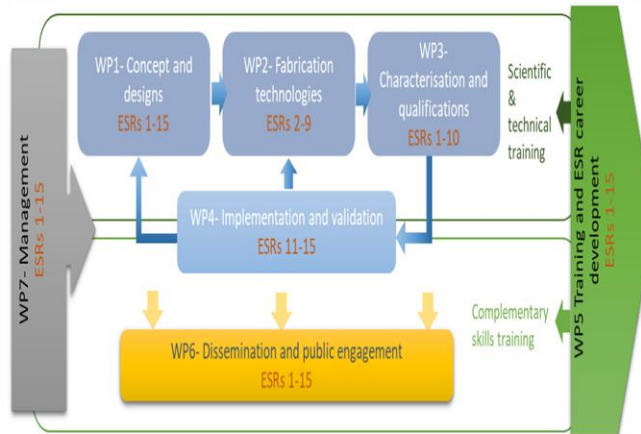 WP7- Management
ESRs 1-15
WP1- Concept and
designs
ESRs 1-15
WP2- Fabrication
technologies
ESRs 2-9
WP3-
Characterisation and
qualifications
ESRs 1-10
Scientific
&
technical
training
WP4- Implementation and validation
ESRs 11-15
WP6- Dissemination and public engagement
ESRs 1-15
Complementary
skills training
WP5 Training and ESR career
development
ESRs 1-15